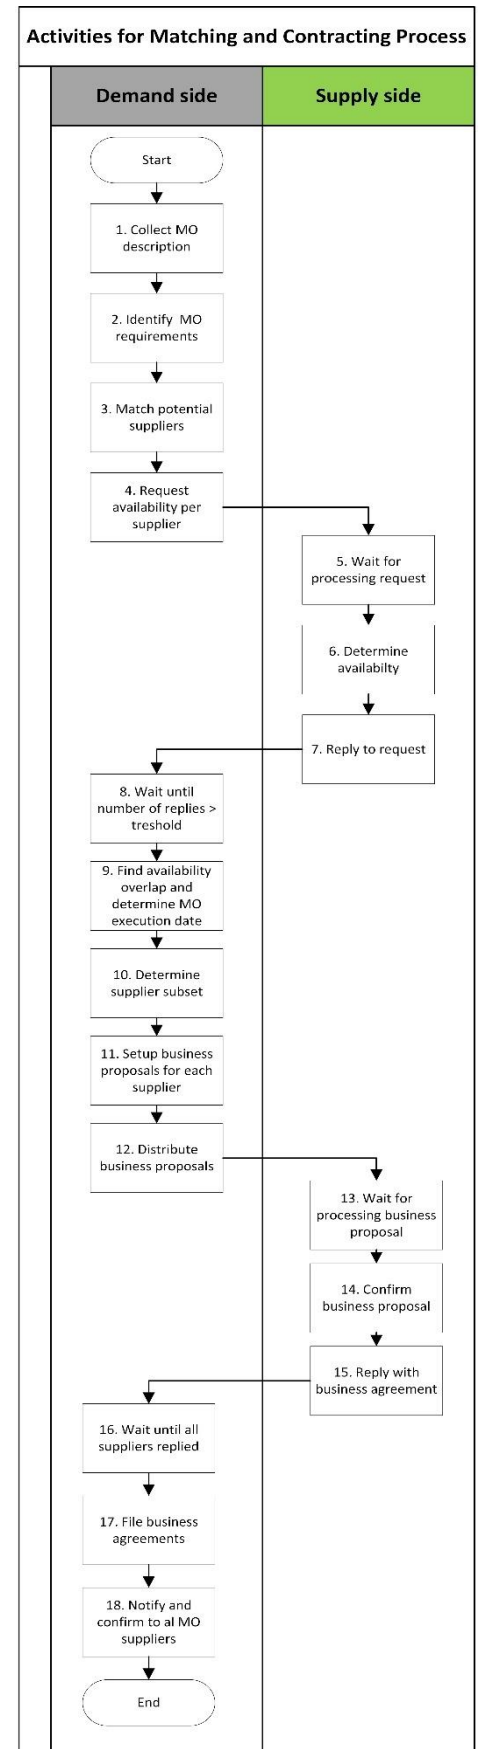 Activities for Matching and Contracting Process
Demand side
Supply side
Start
1. Collect MO
description
2. Identify MO
requirements
3. Match potential
suppliers
4. Request
availability per
supplier
5. Wait for
processing request
6. Determine
availabilty
7. Reply to request
8. Wait until
number of replies >
treshold
9. Find availability
overlap and
determine MO
execution date
10. Determine
supplier subset
11. Setup business
proposals for each
supplier
12. Distribute
business proposals
13. Wait for
processing business
proposal
14. Confirm
business proposal
15. Reply with
business agreement
16. Wait until all
suppliers replied
17. File business
agreements
18. Notify and
confirm to al MO
suppliers
End